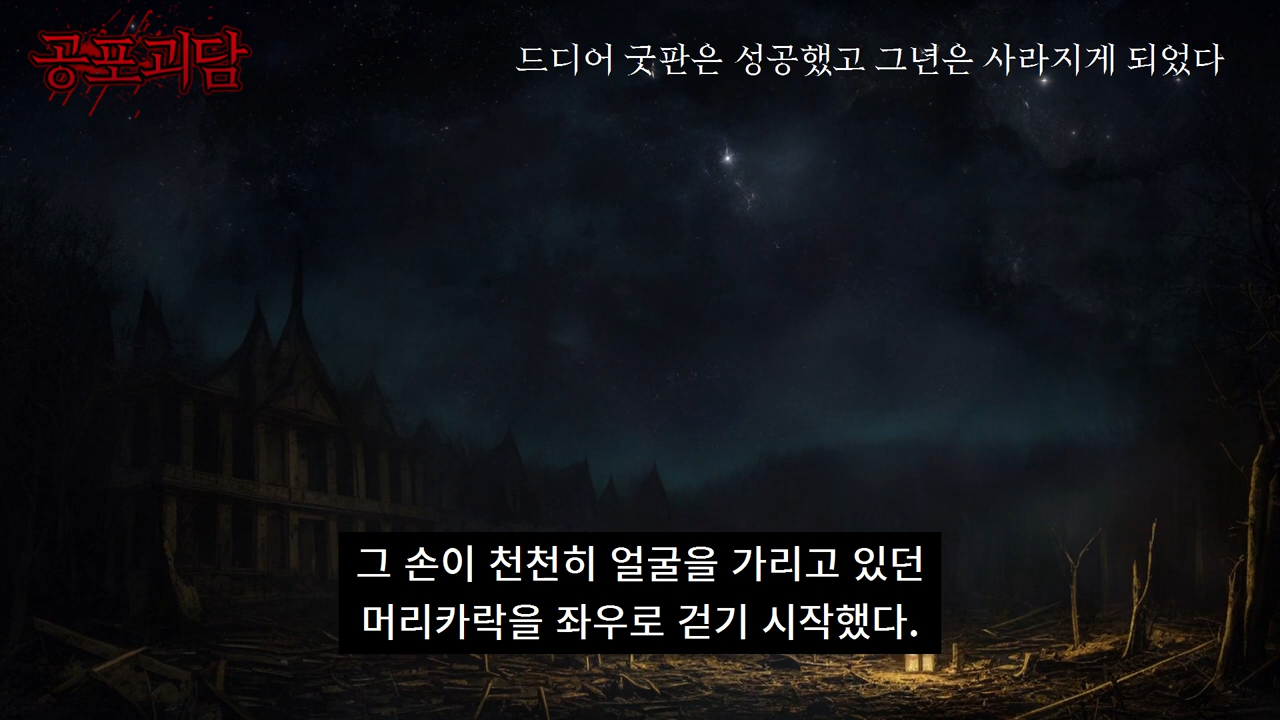 공포괴담
드디어 굿판은 성공했고 그년은 사라지게 되었다
그 손이 천천히 얼굴을 가리고 있던
머리카락을 좌우로 걷기 시작했다.